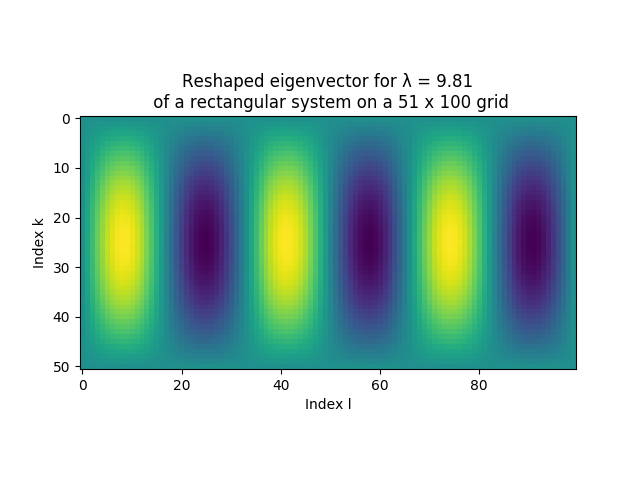 Reshaped eigenvector for λ = 9.81
of a rectangular system on a 51 x 100 grid
0
10
20
30
40
50
Index k
0 20 40 60 80
Index l